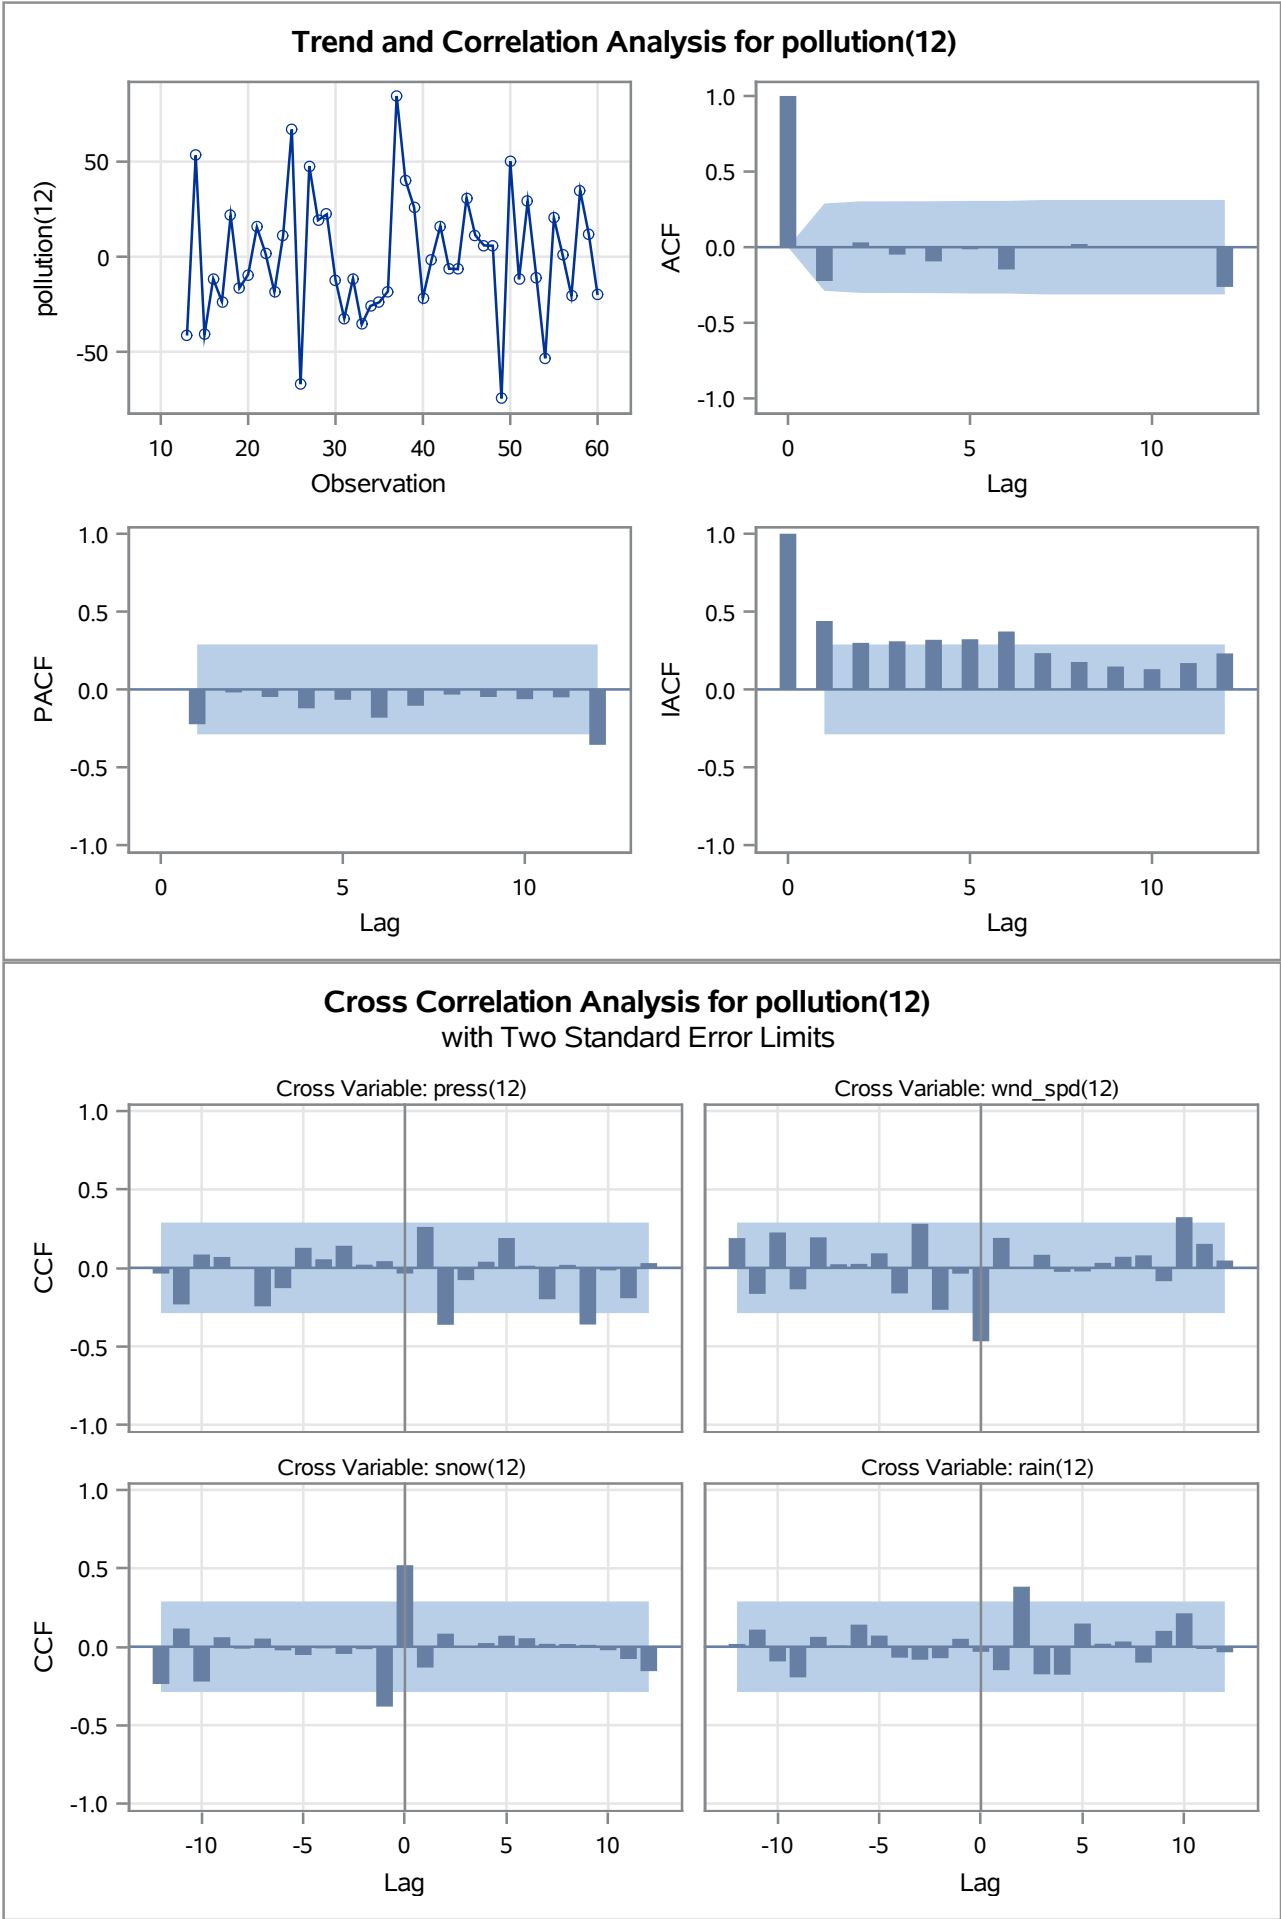 Trend and Correlation Analysis for pollution(12)
pollution(12)
50
0
-50
10 20 30 40 50 60
Observation
ACF
1.0
0.5
0.0
-0.5
-1.0
0 5 10
Lag
PACF
1.0
0.5
0.0
-0.5
-1.0
0 5 10
Lag
IACF
1.0
0.5
0.0
-0.5
-1.0
0 5 10
Lag
Cross Correlation Analysis for pollution(12)
with Two Standard Error Limits
Cross Variable: press(12)
Cross Variable: wnd_spd(12)
CCF
1.0
0.5
0.0
-0.5
-1.0
Cross Variable: snow(12)
Cross Variable: rain(12)
CCF
1.0
0.5
0.0
-0.5
-1.0
-10 -5 0 5 10
Lag
-10 -5 0 5 10
Lag